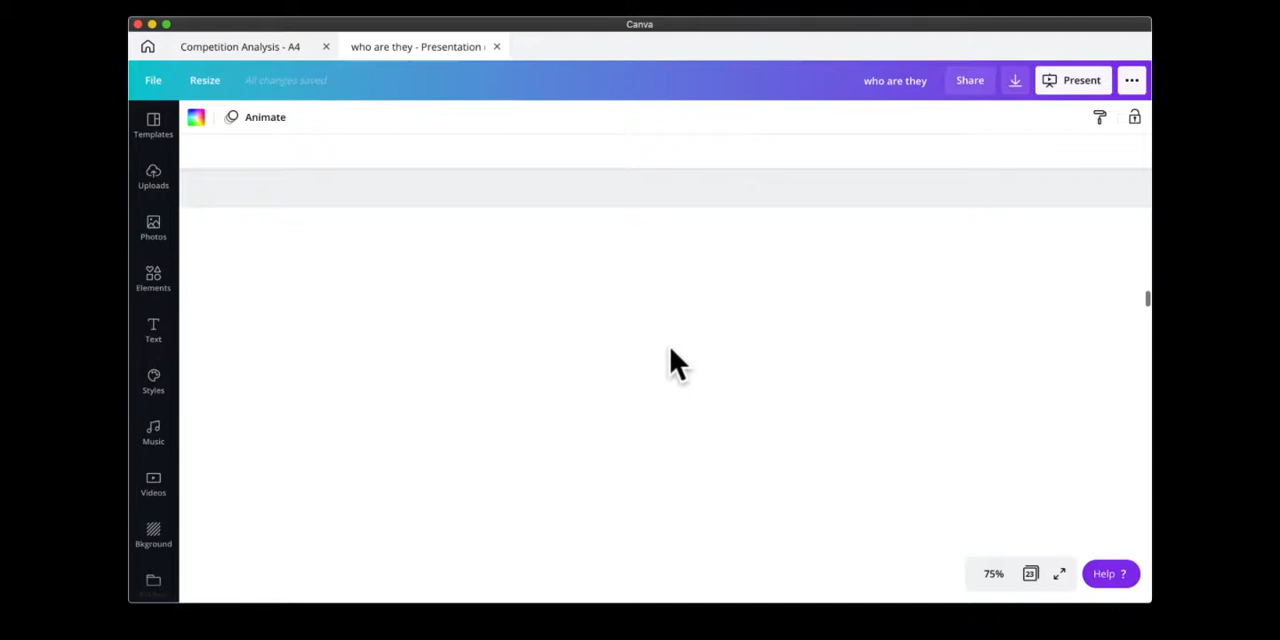 Canva
Competition Analysis - A4
who are they - Presentation
File
Resize
All changes saved
who are they
Share
Present
Animate
Templates
Uploads
Photos
Elements
Text
Styles
Music
Videos
Bkground
75%
23
Help ?